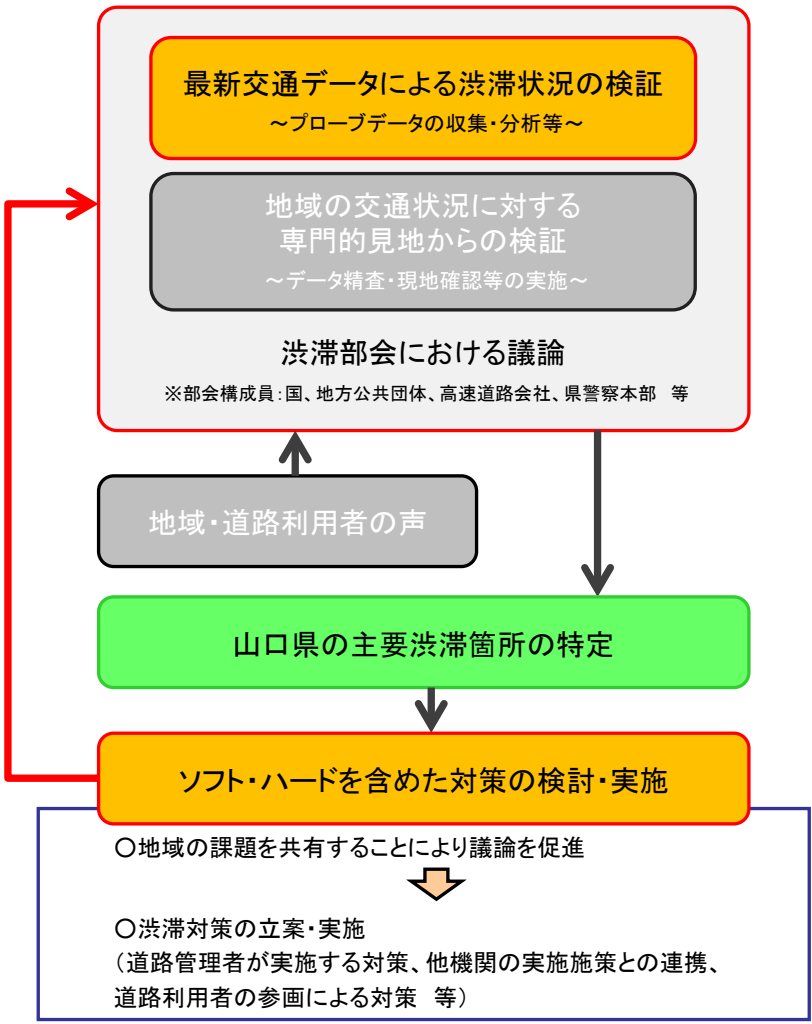 最新交通データによる渋滞状況の検証
～プローブデータの収集・分析等～
地域の交通状況に対する
専門的見地からの検証
～データ精査・現地確認等の実施～
渋滞部会における議論
※部会構成員：国、地方公共団体、高速道路会社、県警察本部　等
地域・道路利用者の声
山口県の主要渋滞箇所の特定
ソフト・ハードを含めた対策の検討・実施
○地域の課題を共有することにより議論を促進
○渋滞対策の立案・実施
（道路管理者が実施する対策、他機関の実施施策との連携、
道路利用者の参画による対策　等）